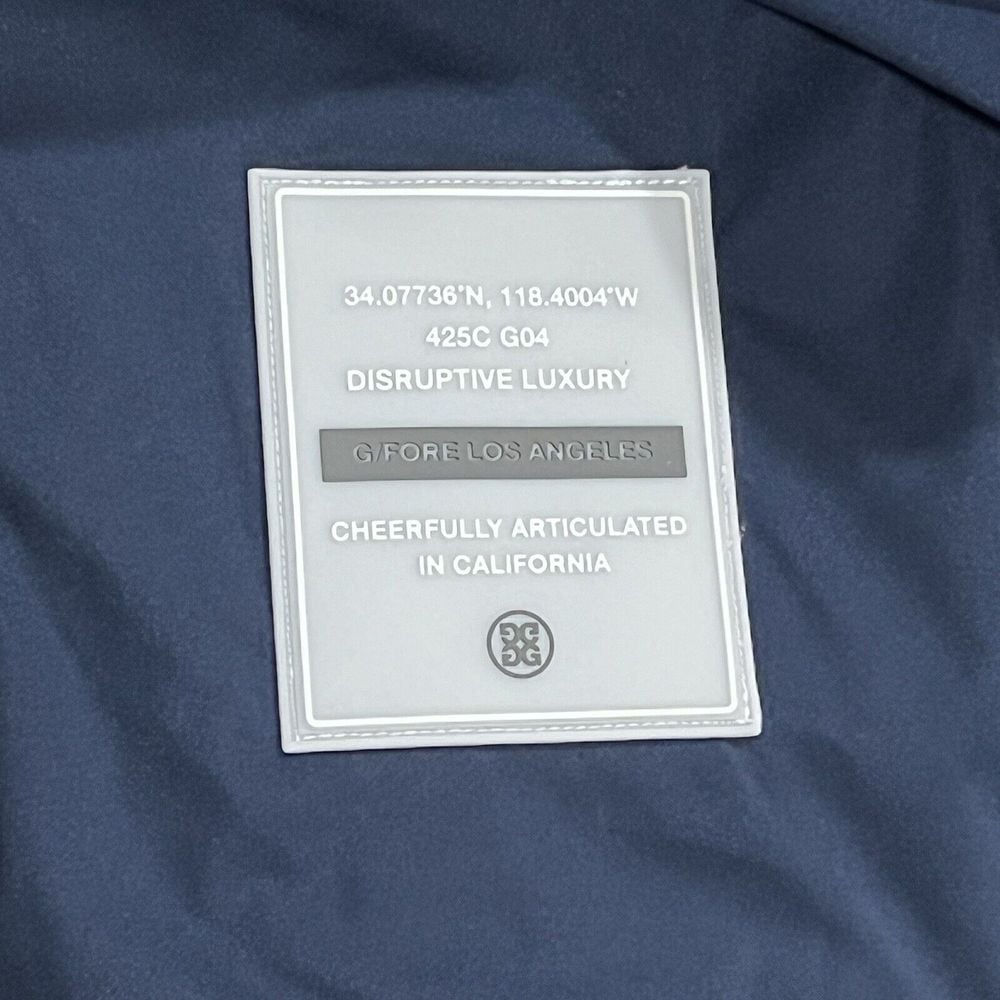 34.07736°N, 118.4004°W
425C G04
DISRUPTIVE LUXURY
G/FORE LOS ANGELES
CHEERFULLY ARTICULATED
IN CALIFORNIA